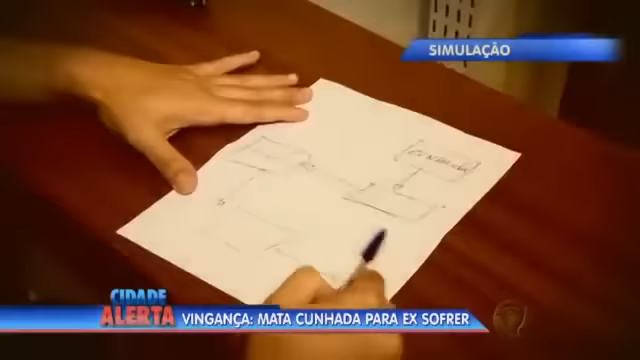 SIMULAÇÃO
CIDADE
ALERTA
VINGANÇA: MATA CUNHADA PARA EX SOFRER